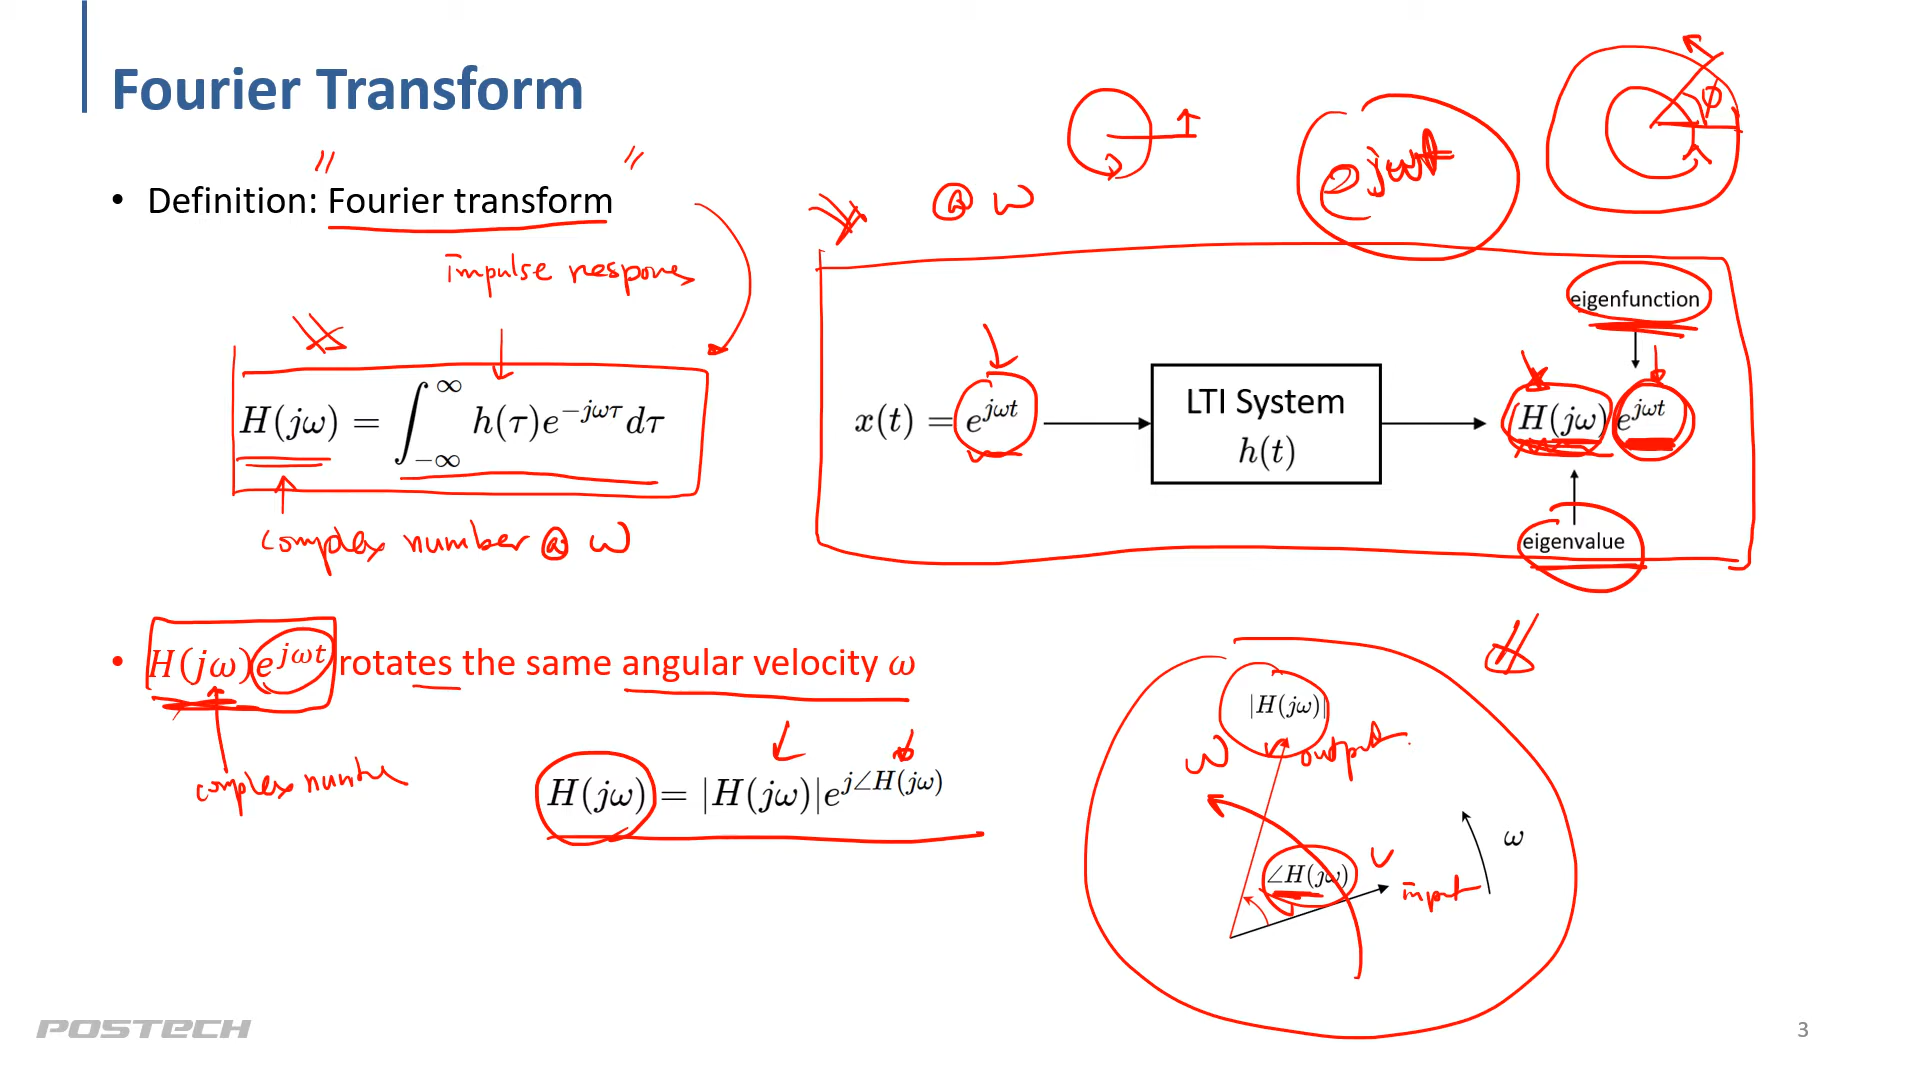 Fourier Transform
• Definition: "Fourier transform"
impulse respons
H(jω) = ∫_{-∞}^{∞} h(τ)e^{-jωτ}dτ
complex number @ ω
@ ω
e^{jωt}
ϕ
eigenfunction
x(t) = e^{jωt}
LTI System
h(t)
H(jω) e^{jωt}
eigenvalue
• H(jω)e^{jωt} rotates the same angular velocity ω
complex number
H(jω) = |H(jω)|e^{j∠H(jω)}
|H(jω)|
ω
output
∠H(jω)
input
ω
POSTECH
3